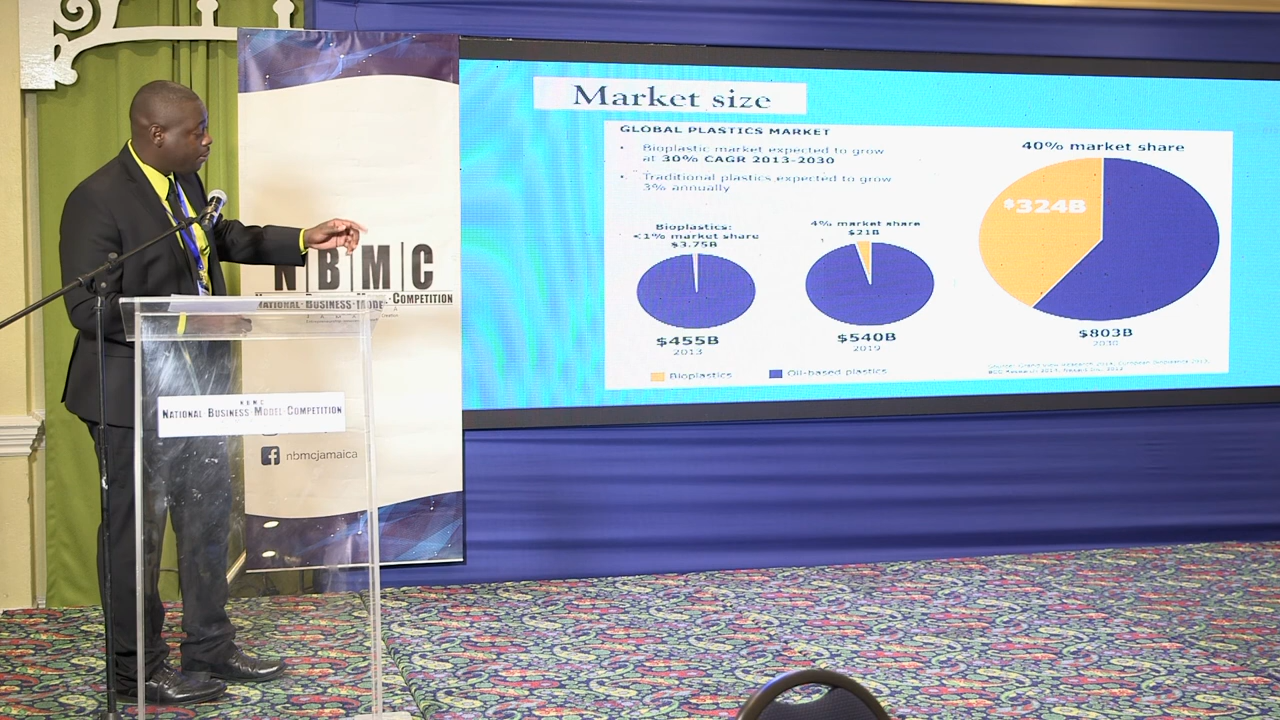 Market size
GLOBAL PLASTICS MARKET
• Bioplastic market expected to grow
at 30% CAGR 2013-2030
• Traditional plastics expected to grow
3% annually
Bioplastics:
<1% market share
$3.75B
4% market share
$21B
40% market share
$324B
$455B
2013
$540B
2019
$803B
2030
Bioplastics
Oil-based plastics
N|B|M|C
NATIONAL BUSINESS MODEL COMPETITION
NBMC
NATIONAL BUSINESS MODEL COMPETITION
nbmcjamaica